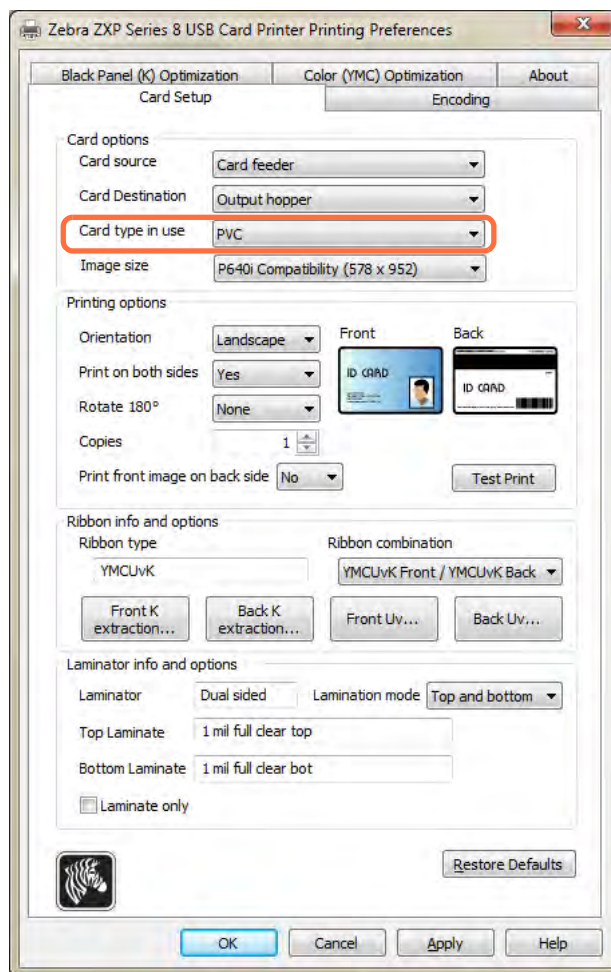 Zebra ZXP Series 8 USB Card Printer Printing Preferences
Black Panel (K) Optimization Color (YMC) Optimization About
Card Setup Encoding
Card options
Card source Card feeder
Card Destination Output hopper
Card type in use PVC
Image size P640i Compatibility (578 x 952)
Printing options
Orientation Landscape Front Back
Print on both sides Yes
ID CARD ID CARD
Rotate 180° None
Copies 1
Print front image on back side No Test Print
Ribbon info and options
Ribbon type Ribbon combination
YMCUvK YMCUvK Front / YMCUvK Back
Front K extraction... Back K extraction... Front Uv... Back Uv...
Laminator info and options
Laminator Dual sided Lamination mode Top and bottom
Top Laminate 1 mil full clear top
Bottom Laminate 1 mil full clear bot
Laminate only
Restore Defaults
OK Cancel Apply Help